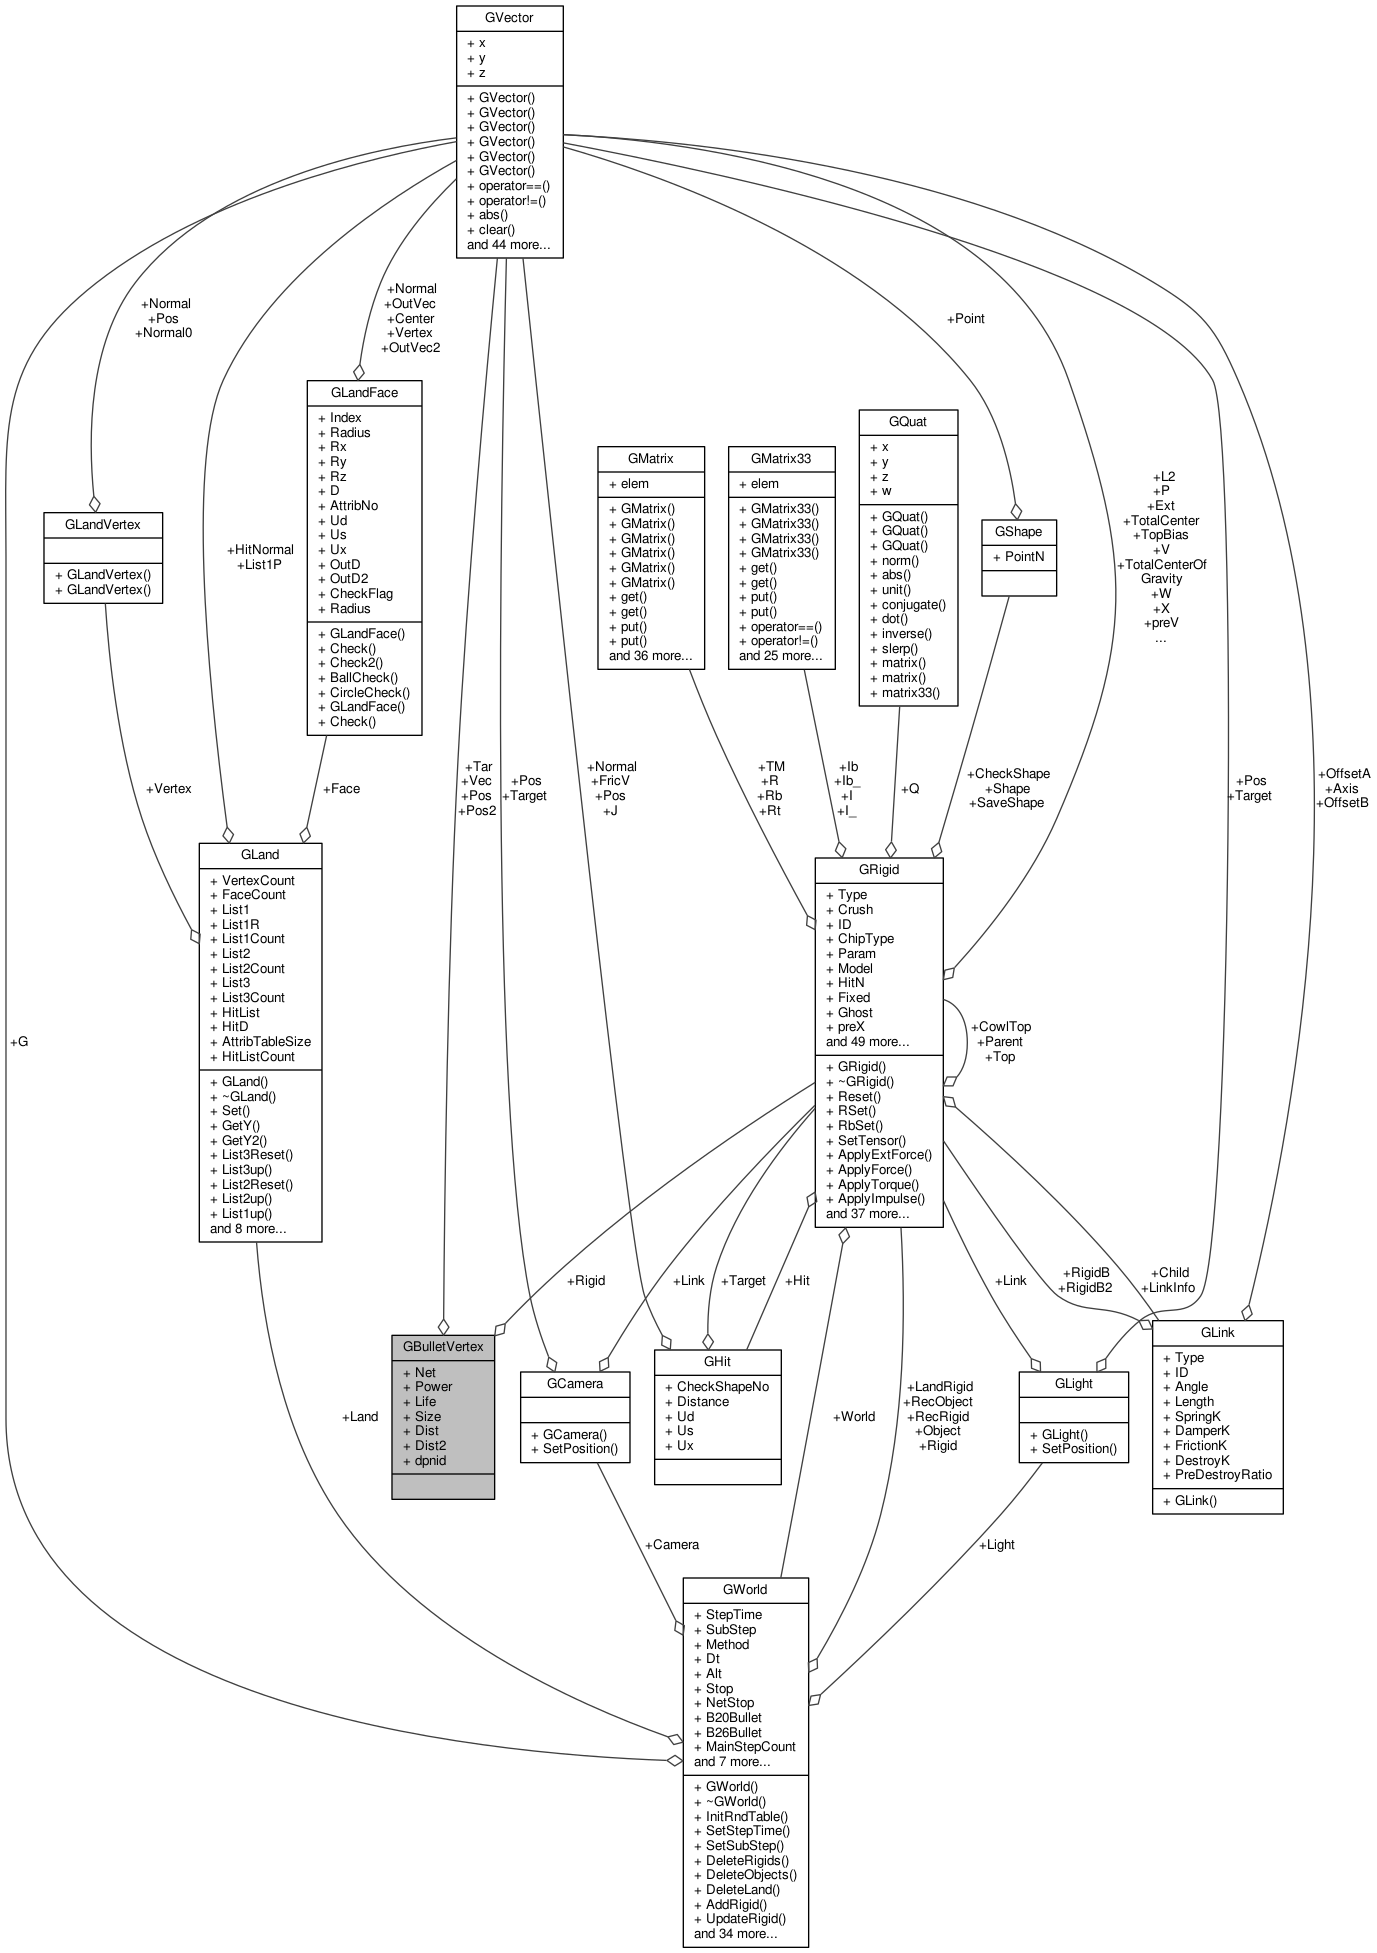 GVector
+ x
+ y
+ z
+ GVector()
+ GVector()
+ GVector()
+ GVector()
+ GVector()
+ GVector()
+ operator==()
+ operator!=()
+ abs()
+ clear()
and 44 more...
+Normal
+Pos
+Normal0
+Normal
+OutVec
+Center
+Vertex
+OutVec2
+Point
GLandFace
+ Index
+ Radius
+ Rx
+ Ry
+ Rz
+ D
+ AttribNo
+ Ud
+ Us
+ Ux
+ OutD
+ OutD2
+ CheckFlag
+ Radius
+ GLandFace()
+ Check()
+ Check2()
+ BallCheck()
+ CircleCheck()
+ GLandFace()
+ Check()
GQuat
+ x
+ y
+ z
+ w
+ GQuat()
+ GQuat()
+ GQuat()
+ norm()
+ abs()
+ unit()
+ conjugate()
+ dot()
+ inverse()
+ slerp()
+ matrix()
+ matrix()
+ matrix33()
GMatrix
+ elem
+ GMatrix()
+ GMatrix()
+ GMatrix()
+ GMatrix()
+ GMatrix()
+ GMatrix()
+ get()
+ get()
+ put()
+ put()
and 36 more...
GMatrix33
+ elem
+ GMatrix33()
+ GMatrix33()
+ GMatrix33()
+ GMatrix33()
+ get()
+ get()
+ put()
+ put()
+ operator==()
+ operator!=()
and 25 more...
GLandVertex
+ GLandVertex()
+ GLandVertex()
GShape
+ PointN
+HitNormal
+List1P
+L2
+P
+Ext
+TotalCenter
+TopBias
+V
+TotalCenterOf
Gravity
+W
+X
+preV
...
+Vertex
+Face
+Tar
+Vec
+Pos
+Pos2
+Pos
+Target
+Normal
+FricV
+Pos
+J
+TM
+R
+Rb
+Rt
+Ib
+Ib_
+I
+I_
+Q
+CheckShape
+Shape
+SaveShape
+Pos
+Target
+OffsetA
+Axis
+OffsetB
GLand
+ VertexCount
+ FaceCount
+ List1
+ List1R
+ List1Count
+ List2
+ List2Count
+ List3
+ List3Count
+ HitList
+ HitD
+ AttribTableSize
+ HitListCount
+ GLand()
+ ~GLand()
+ Set()
+ GetY()
+ GetY2()
+ List3Reset()
+ List3up()
+ List2Reset()
+ List2up()
+ List1up()
and 8 more...
GRigid
+ Type
+ Crush
+ ID
+ ChipType
+ Param
+ Model
+ HitN
+ Fixed
+ Ghost
+ preX
and 49 more...
+ GRigid()
+ ~GRigid()
+ Reset()
+ RSet()
+ RbSet()
+ SetTensor()
+ ApplyExtForce()
+ ApplyForce()
+ ApplyTorque()
+ ApplyImpulse()
and 37 more...
+G
+CowlTop
+Parent
+Top
+Rigid
+Link
+Target
+Hit
+Link
+RigidB
+RigidB2
+Child
+LinkInfo
GBulletVertex
+ Net
+ Power
+ Life
+ Size
+ Dist
+ Dist2
+ dpnid
GCamera
+ GCamera()
+ SetPosition()
GHit
+ CheckShapeNo
+ Distance
+ Ud
+ Us
+ Ux
GLight
+ GLight()
+ SetPosition()
GLink
+ Type
+ ID
+ Angle
+ Length
+ SpringK
+ DamperK
+ FrictionK
+ DestroyK
+ PreDestroyRatio
+ GLink()
+Land
+World
+LandRigid
+RecObject
+RecRigid
+Object
+Rigid
+Camera
+Light
GWorld
+ StepTime
+ SubStep
+ Method
+ Dt
+ Alt
+ Stop
+ NetStop
+ B20Bullet
+ B26Bullet
+ MainStepCount
and 7 more...
+ GWorld()
+ ~GWorld()
+ InitRndTable()
+ SetStepTime()
+ SetSubStep()
+ DeleteRigids()
+ DeleteObjects()
+ DeleteLand()
+ AddRigid()
+ UpdateRigid()
and 34 more...